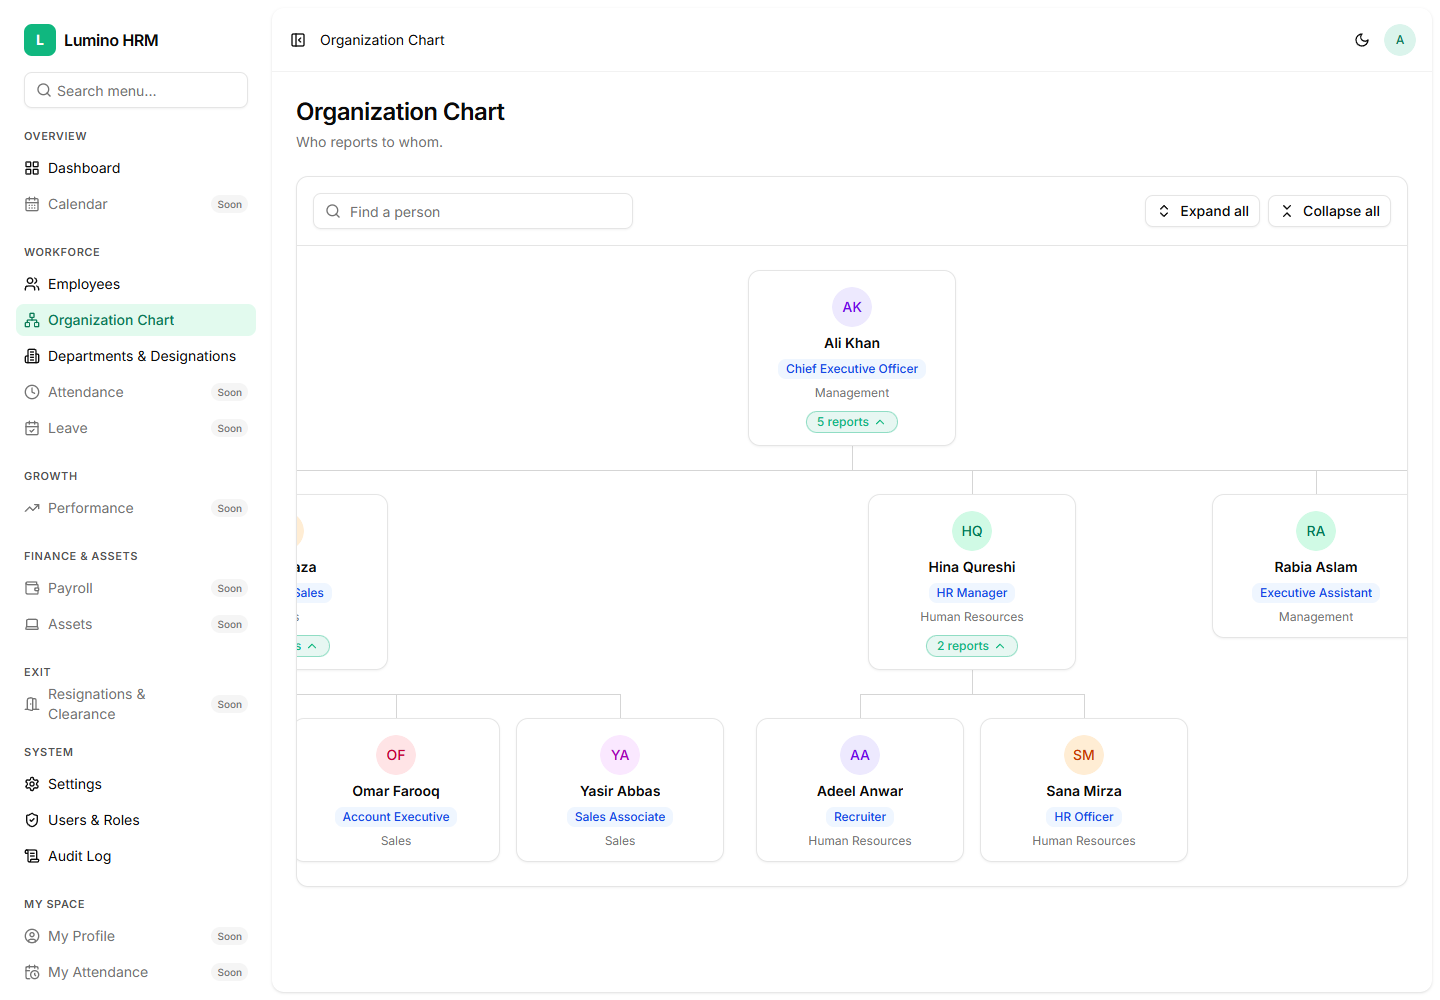 L Lumino HRM
Search menu...
OVERVIEW
Dashboard
Calendar Soon
WORKFORCE
Employees
Organization Chart
Departments & Designations
Attendance Soon
Leave Soon
GROWTH
Performance Soon
FINANCE & ASSETS
Payroll Soon
Assets Soon
EXIT
Resignations &
Clearance Soon
SYSTEM
Settings
Users & Roles
Audit Log
MY SPACE
My Profile Soon
My Attendance Soon
Organization Chart
A
Organization Chart
Who reports to whom.
Find a person
Expand all
Collapse all
AK
Ali Khan
Chief Executive Officer
Management
5 reports
aza
Sales
s
s
HQ
Hina Qureshi
HR Manager
Human Resources
2 reports
RA
Rabia Aslam
Executive Assistant
Management
OF
Omar Farooq
Account Executive
Sales
YA
Yasir Abbas
Sales Associate
Sales
AA
Adeel Anwar
Recruiter
Human Resources
SM
Sana Mirza
HR Officer
Human Resources